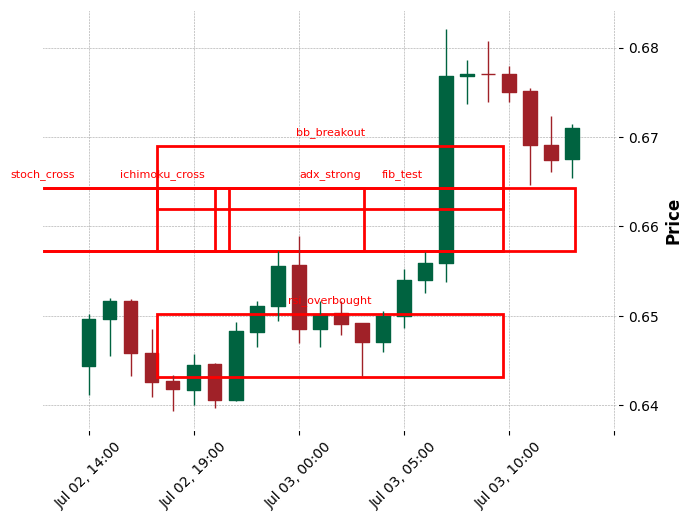 0.68
bb_breakout
0.67
stoch_cross
ichimoku_cross
adx_strong
fib_test
0.66
Price
0.65
0.64
Jul 02, 14:00
Jul 02, 19:00
Jul 03, 00:00
Jul 03, 05:00
Jul 03, 10:00